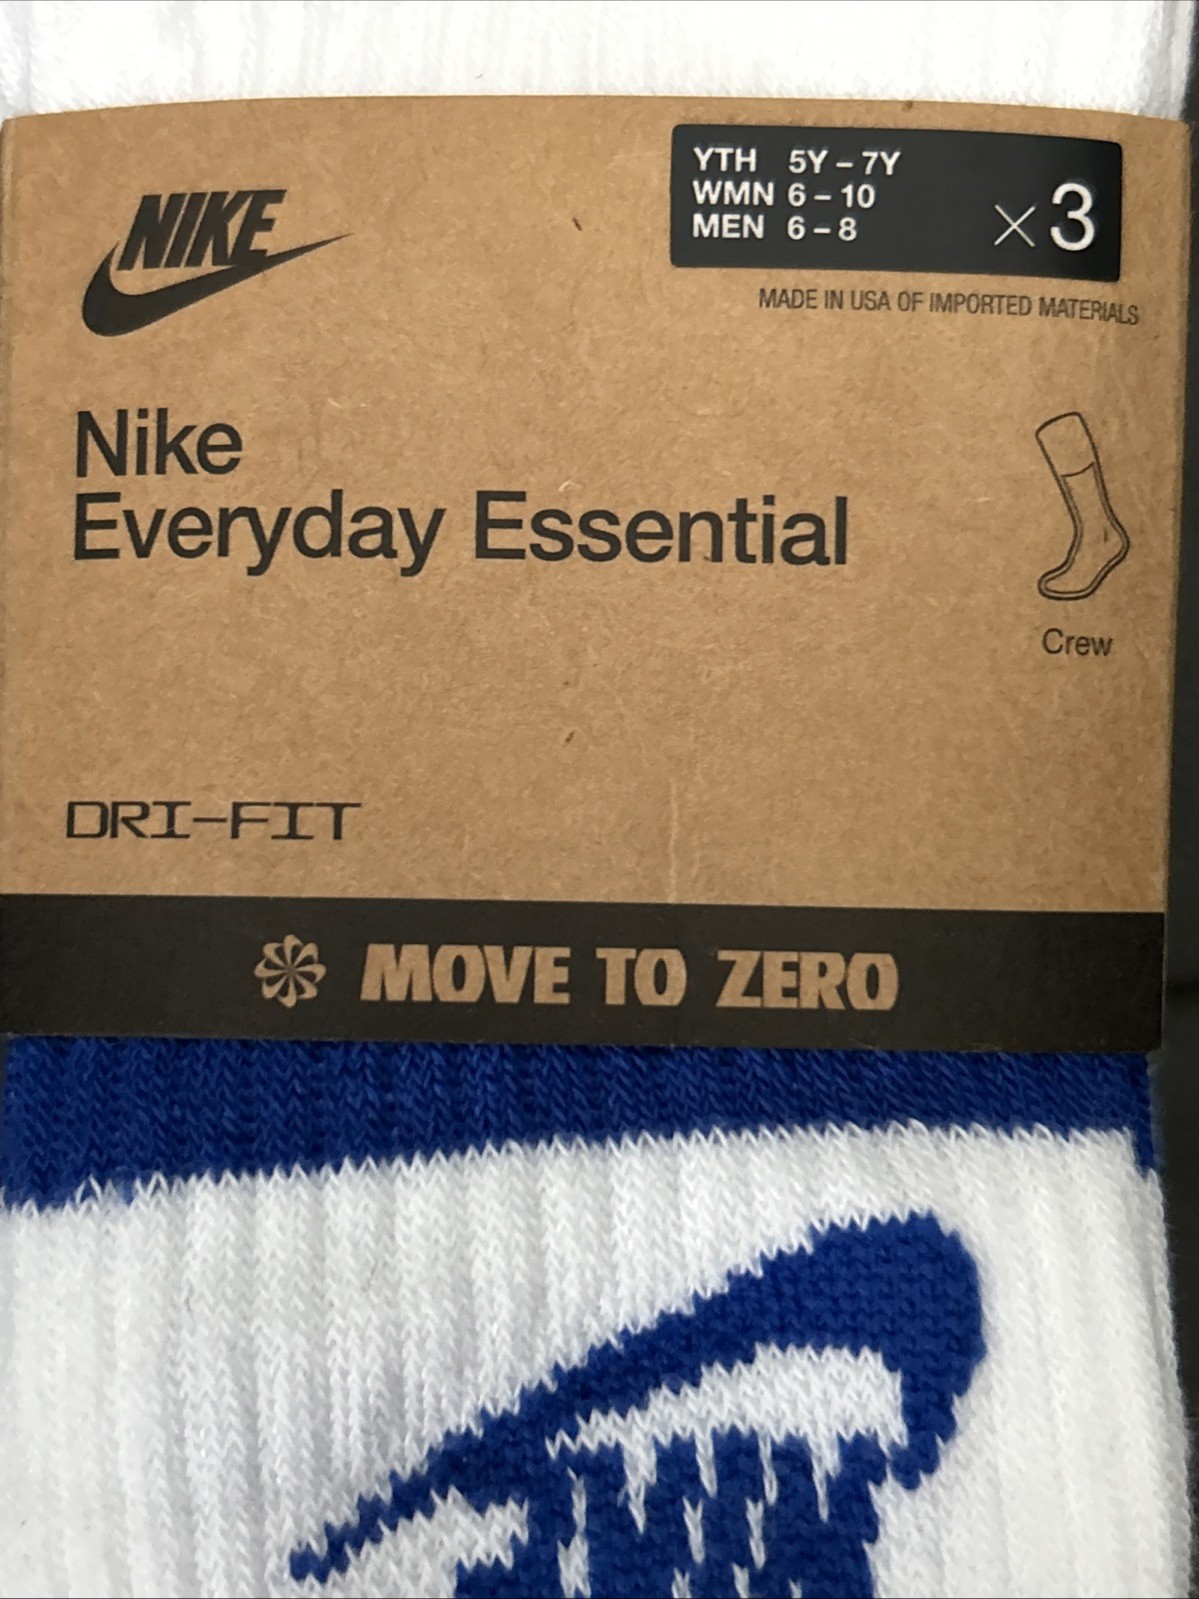 NIKE
YTH 5Y – 7Y
WMN 6 – 10
MEN 6 – 8
×3
MADE IN USA OF IMPORTED MATERIALS
Nike
Everyday Essential
Crew
DRI-FIT
MOVE TO ZERO